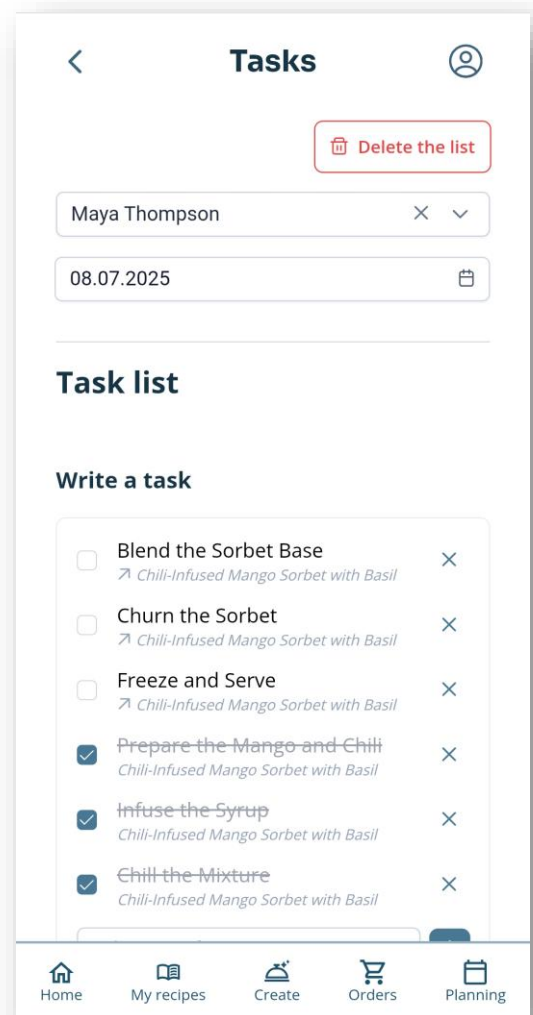 Tasks
Delete the list
Maya Thompson
08.07.2025
Task list
Write a task
Blend the Sorbet Base
Chili-Infused Mango Sorbet with Basil
Churn the Sorbet
Chili-Infused Mango Sorbet with Basil
Freeze and Serve
Chili-Infused Mango Sorbet with Basil
Prepare the Mango and Chili
Chili-Infused Mango Sorbet with Basil
Infuse the Syrup
Chili-Infused Mango Sorbet with Basil
Chill the Mixture
Chili-Infused Mango Sorbet with Basil
Home
My recipes
Create
Orders
Planning